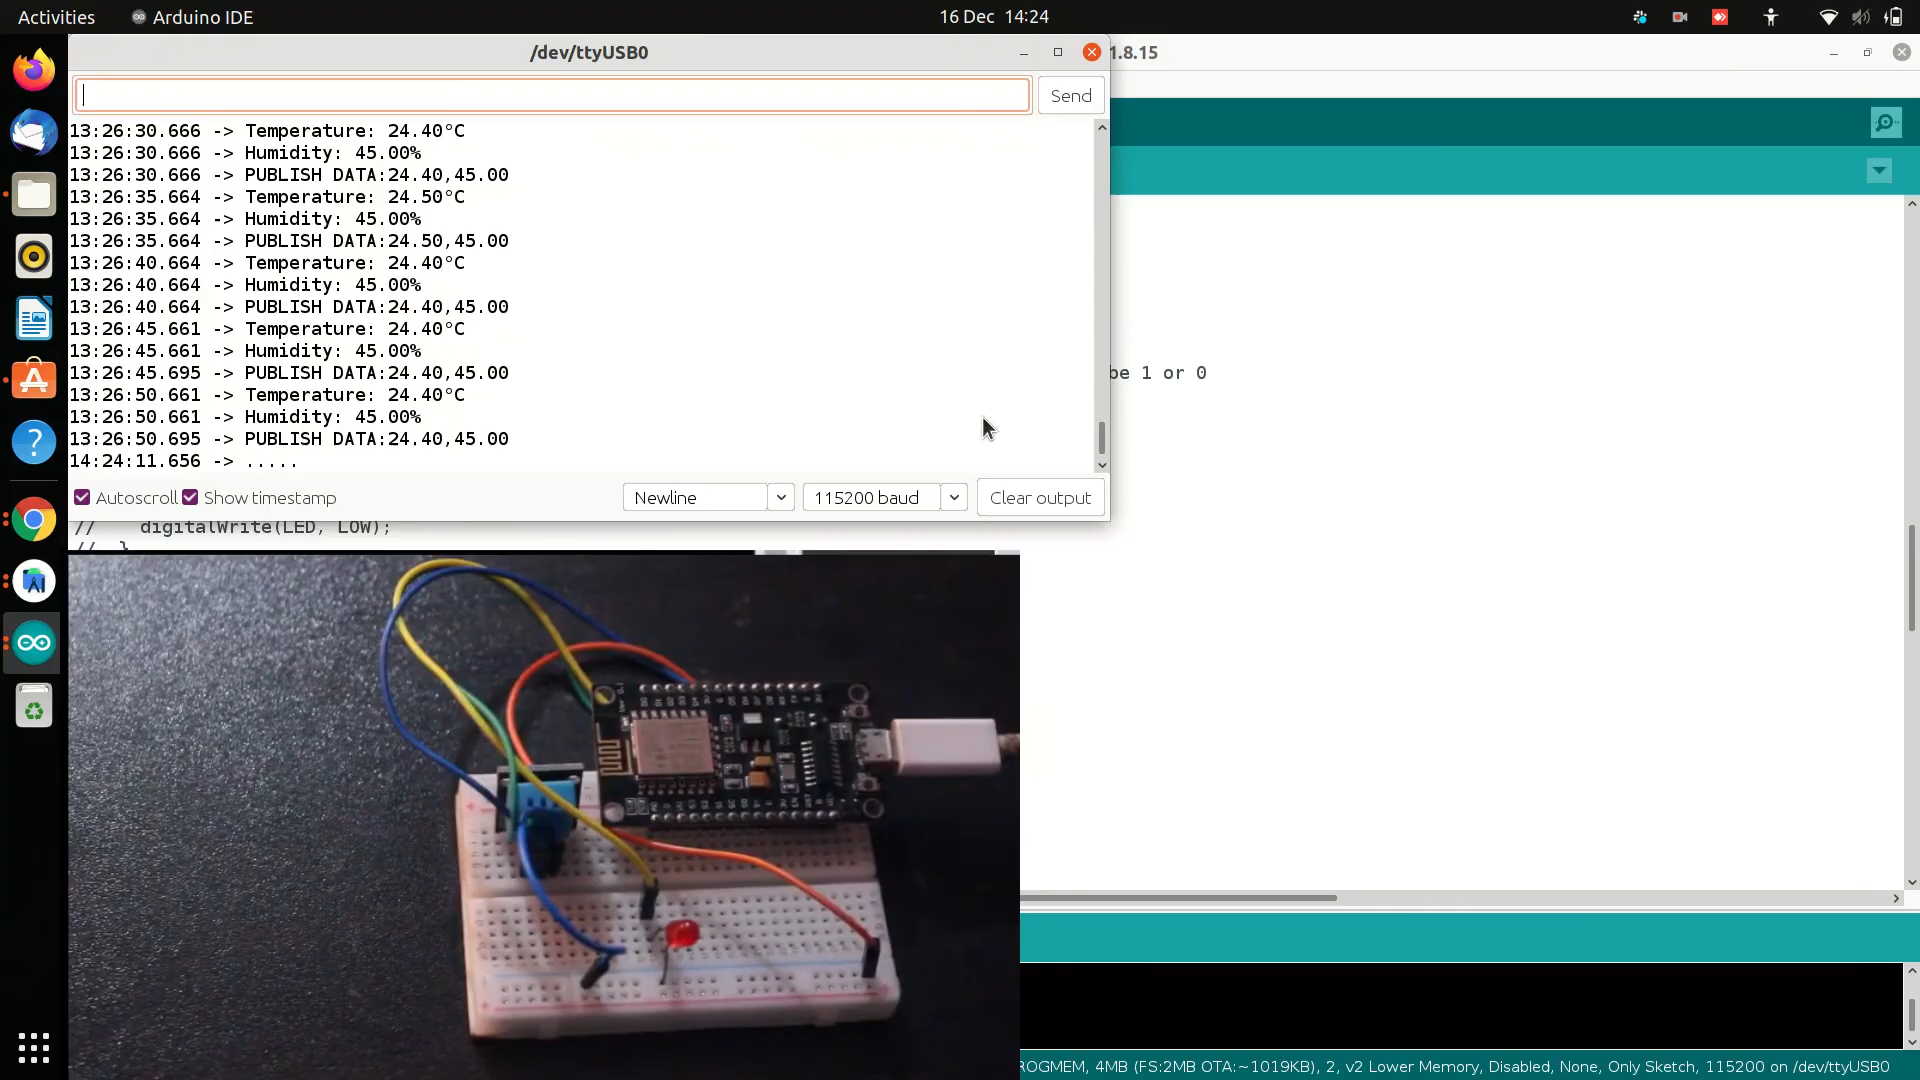 Activities
Arduino IDE
16 Dec 14:24
/dev/ttyUSB0
1.8.15
Send
13:26:30.666 -> Temperature: 24.40°C
13:26:30.666 -> Humidity: 45.00%
13:26:30.666 -> PUBLISH DATA:24.40,45.00
13:26:35.664 -> Temperature: 24.50°C
13:26:35.664 -> Humidity: 45.00%
13:26:35.664 -> PUBLISH DATA:24.50,45.00
13:26:40.664 -> Temperature: 24.40°C
13:26:40.664 -> Humidity: 45.00%
13:26:40.664 -> PUBLISH DATA:24.40,45.00
13:26:45.661 -> Temperature: 24.40°C
13:26:45.661 -> Humidity: 45.00%
13:26:45.695 -> PUBLISH DATA:24.40,45.00
be 1 or 0
13:26:50.661 -> Temperature: 24.40°C
13:26:50.661 -> Humidity: 45.00%
13:26:50.695 -> PUBLISH DATA:24.40,45.00
14:24:11.656 -> .....
Autoscroll
Show timestamp
Newline
115200 baud
Clear output
// digitalWrite(LED, LOW);
// }
ROGMEM, 4MB (FS:2MB OTA:~1019KB), 2, v2 Lower Memory, Disabled, None, Only Sketch, 115200 on /dev/ttyUSB0